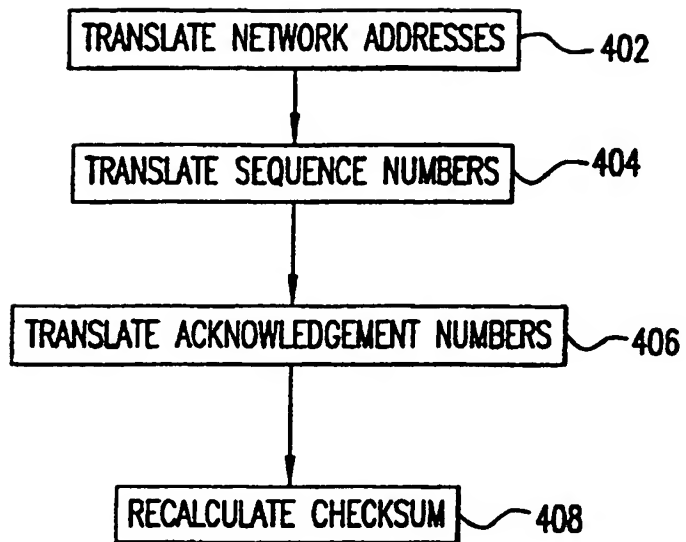 TRANSLATE NETWORK ADDRESSES 402
TRANSLATE SEQUENCE NUMBERS 404
TRANSLATE ACKNOWLEDGEMENT NUMBERS 406
RECALCULATE CHECKSUM 408